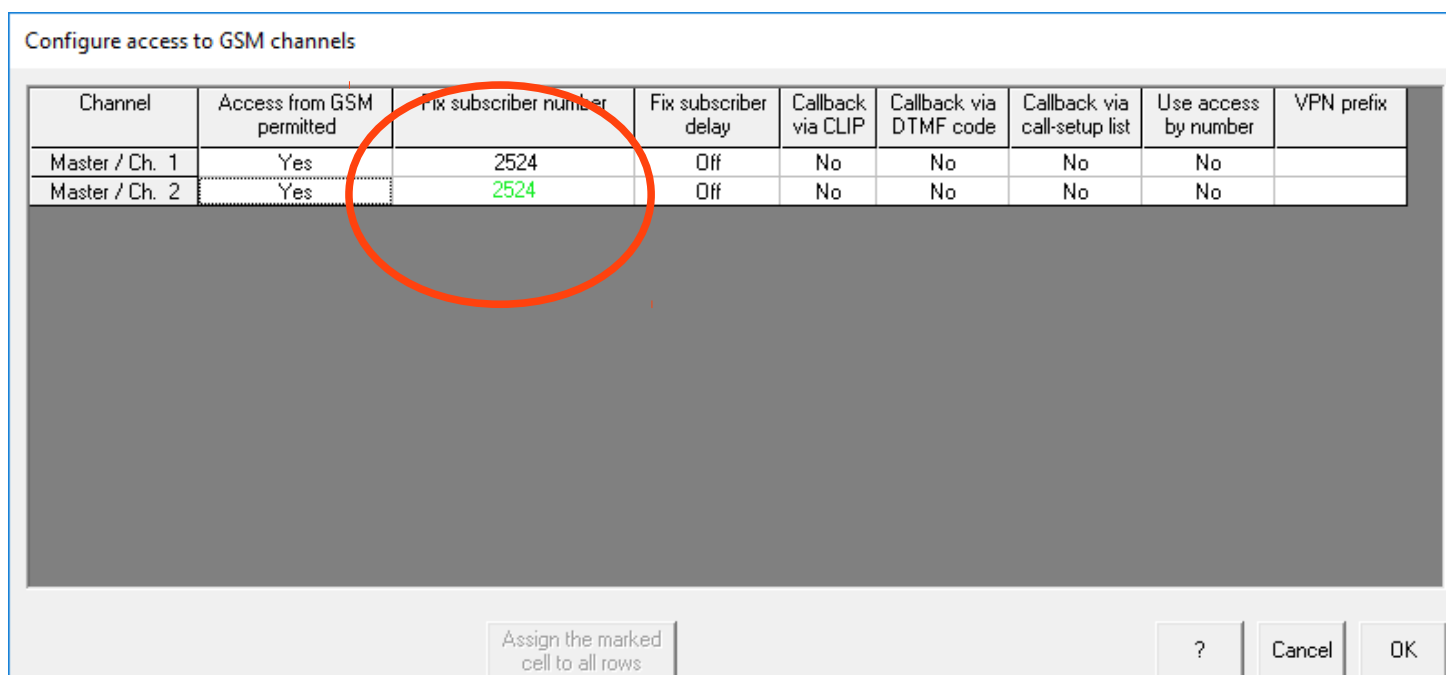 Configure access to GSM channels
Channel Access from GSM permitted Fix subscriber number Fix subscriber delay Callback via CLIP Callback via DTMF code Callback via call-setup list Use access by number VPN prefix
Master / Ch. 1 Yes 2524 Off No No No No
Master / Ch. 2 Yes 2524 Off No No No No
Assign the marked
cell to all rows
? Cancel OK